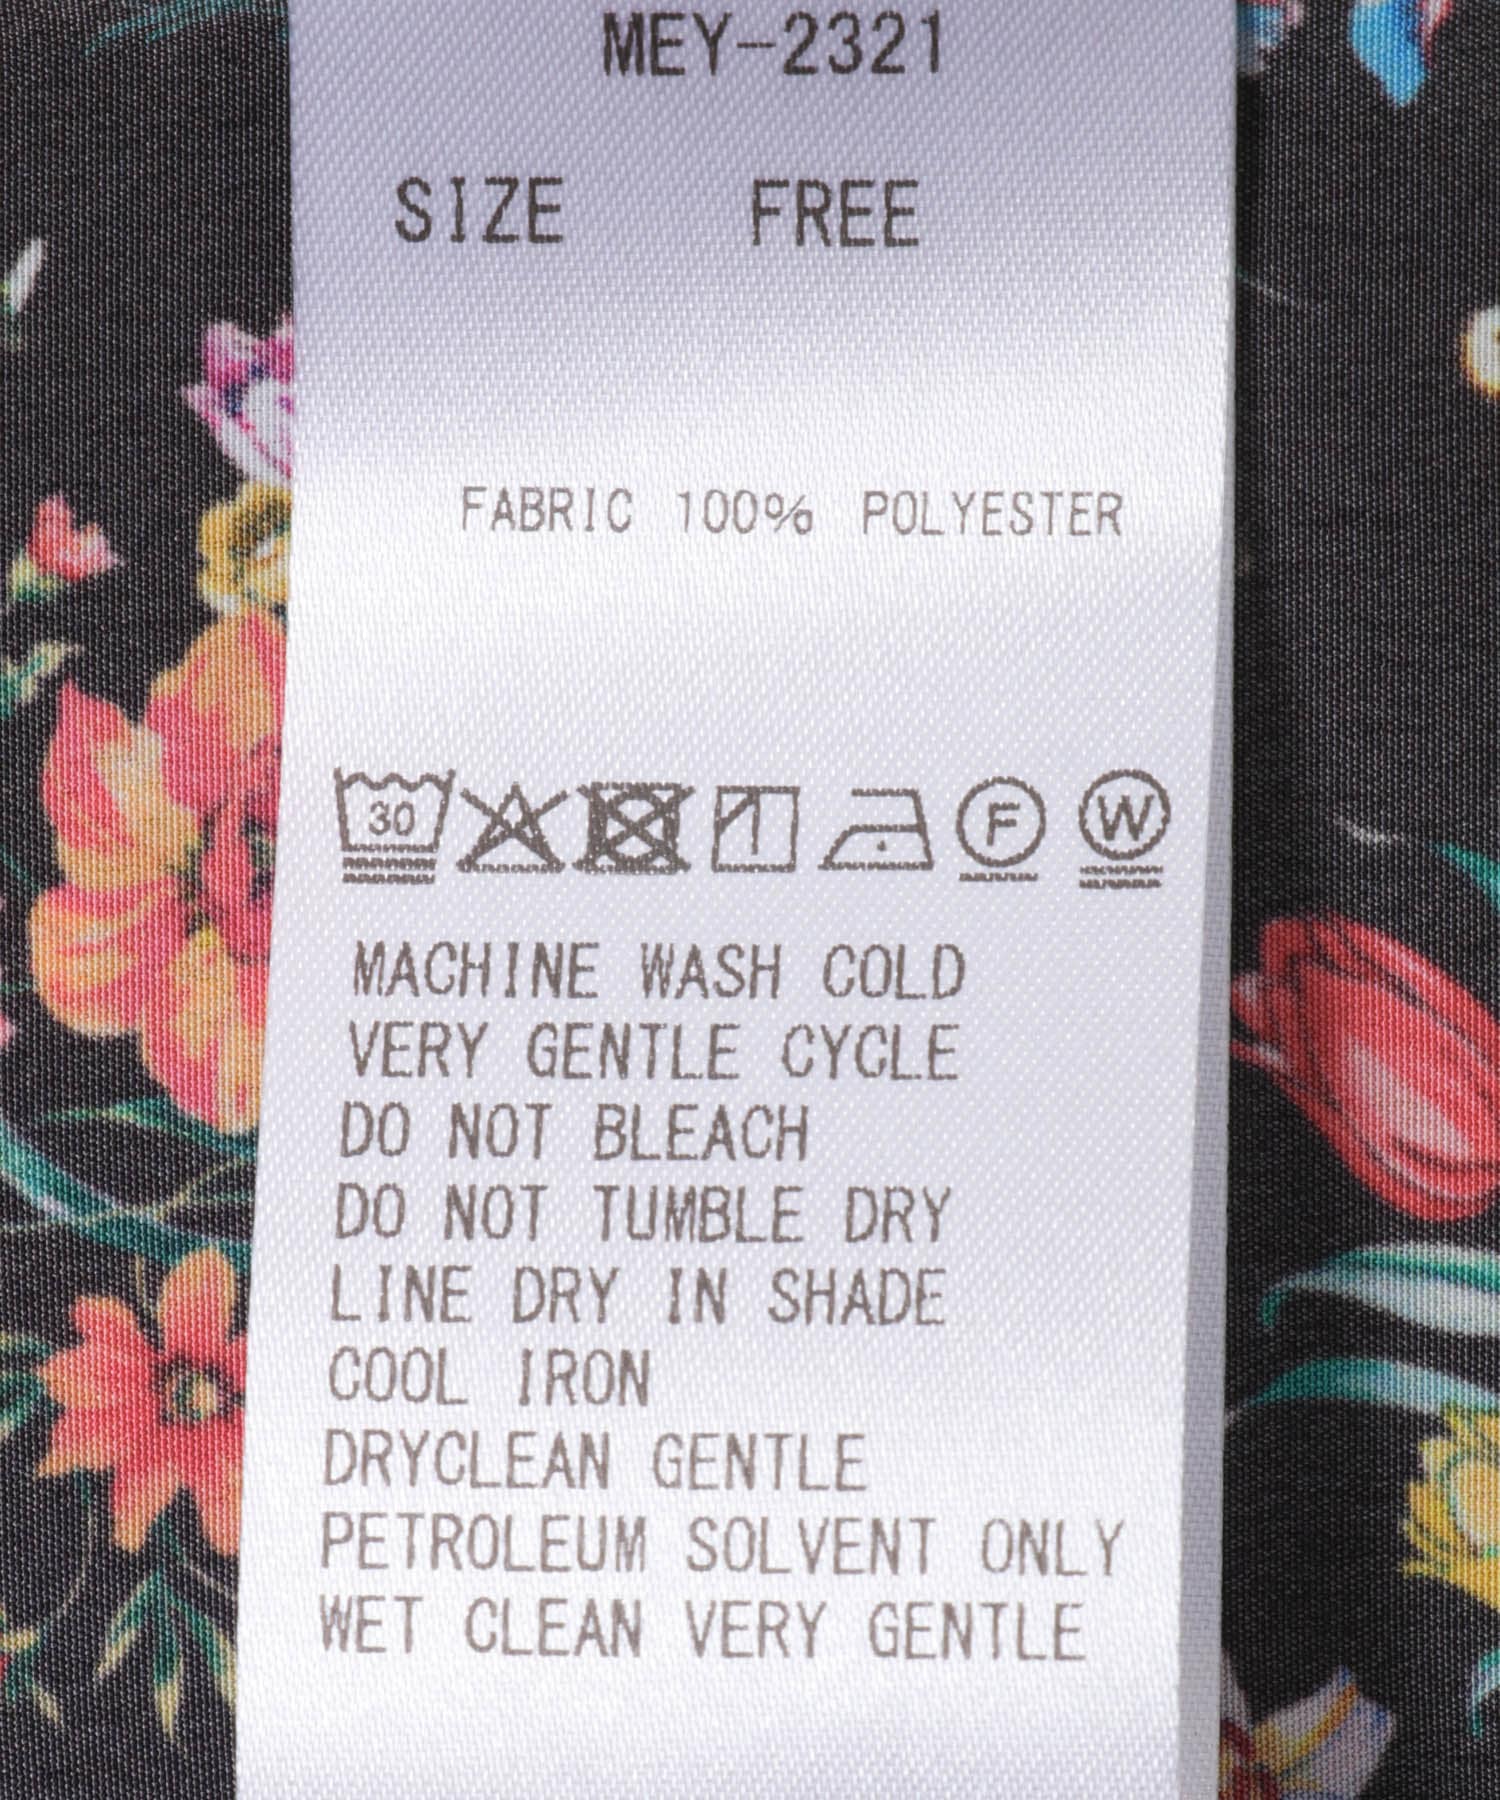 MEY-2321
SIZE FREE
FABRIC 100% POLYESTER
30 F W
MACHINE WASH COLD
VERY GENTLE CYCLE
DO NOT BLEACH
DO NOT TUMBLE DRY
LINE DRY IN SHADE
COOL IRON
DRYCLEAN GENTLE
PETROLEUM SOLVENT ONLY
WET CLEAN VERY GENTLE